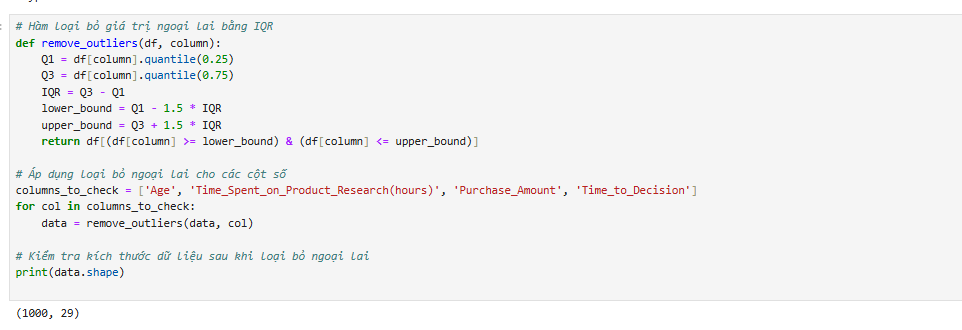 # Hàm loại bỏ giá trị ngoại lai bằng IQR
def remove_outliers(df, column):
    Q1 = df[column].quantile(0.25)
    Q3 = df[column].quantile(0.75)
    IQR = Q3 - Q1
    lower_bound = Q1 - 1.5 * IQR
    upper_bound = Q3 + 1.5 * IQR
    return df[(df[column] >= lower_bound) & (df[column] <= upper_bound)]
# Áp dụng loại bỏ ngoại lai cho các cột số
columns_to_check = ['Age', 'Time_Spent_on_Product_Research(hours)', 'Purchase_Amount', 'Time_to_Decision']
for col in columns_to_check:
    data = remove_outliers(data, col)
# Kiểm tra kích thước dữ liệu sau khi loại bỏ ngoại lai
print(data.shape)
(1000, 29)